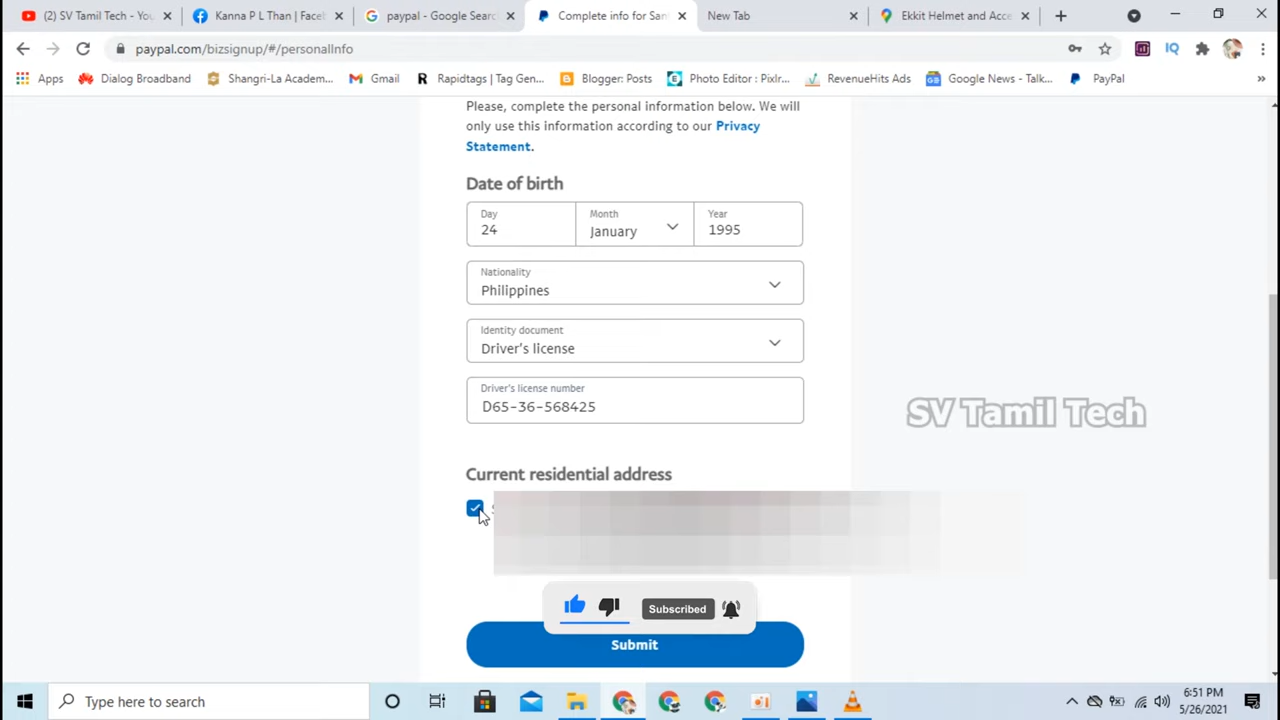 (2) SV Tamil Tech - You
Kanna P L Than | Faceb
paypal - Google Search
Complete info for San
New Tab
Ekkit Helmet and Acce
paypal.com/bizsignup/#/personalInfo
IQ
Apps
Dialog Broadband
Shangri-La Academ...
Gmail
Rapidtags | Tag Gen...
Blogger: Posts
Photo Editor : Pixlr...
RevenueHits Ads
Google News - Talk...
PayPal
»
Please, complete the personal information below. We will
only use this information according to our Privacy
Statement.
Date of birth
Day
24
Month
January
Year
1995
Nationality
Philippines
Identity document
Driver's license
Driver's license number
D65-36-568425
SV Tamil Tech
Current residential address
Subscribed
Submit
Type here to search
6:51 PM
5/26/2021